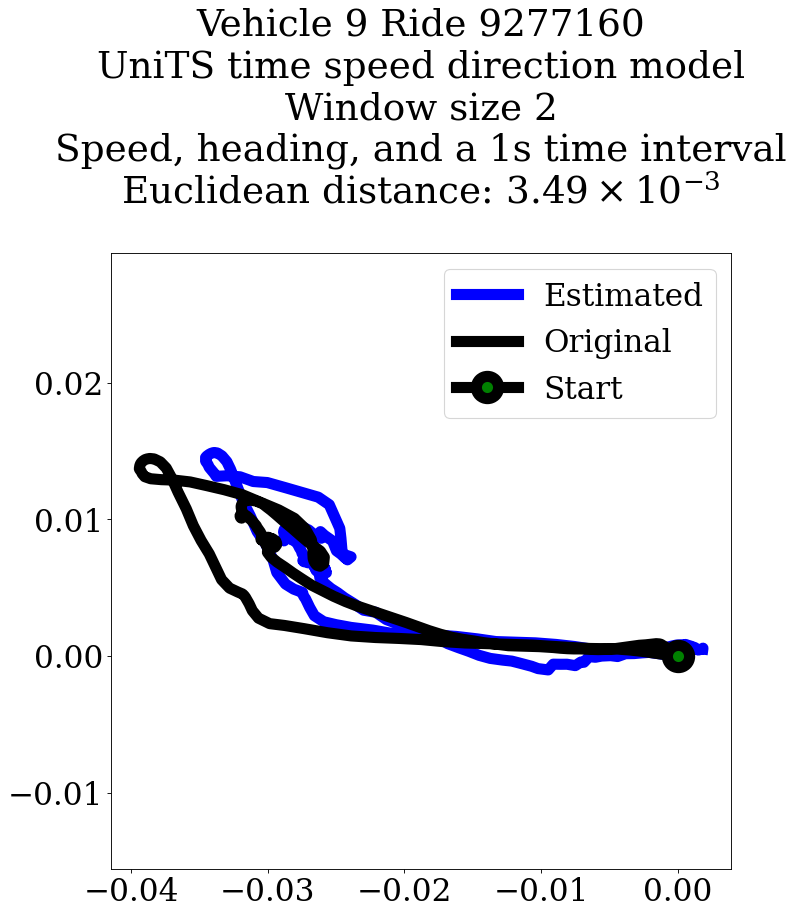 Vehicle 9 Ride 9277160
UniTS time speed direction model
Window size 2
Speed, heading, and a 1s time interval
Euclidean distance: 3.49 × 10⁻³
Estimated
Original
Start
0.02
0.01
0.00
−0.01
−0.04
−0.03
−0.02
−0.01
0.00